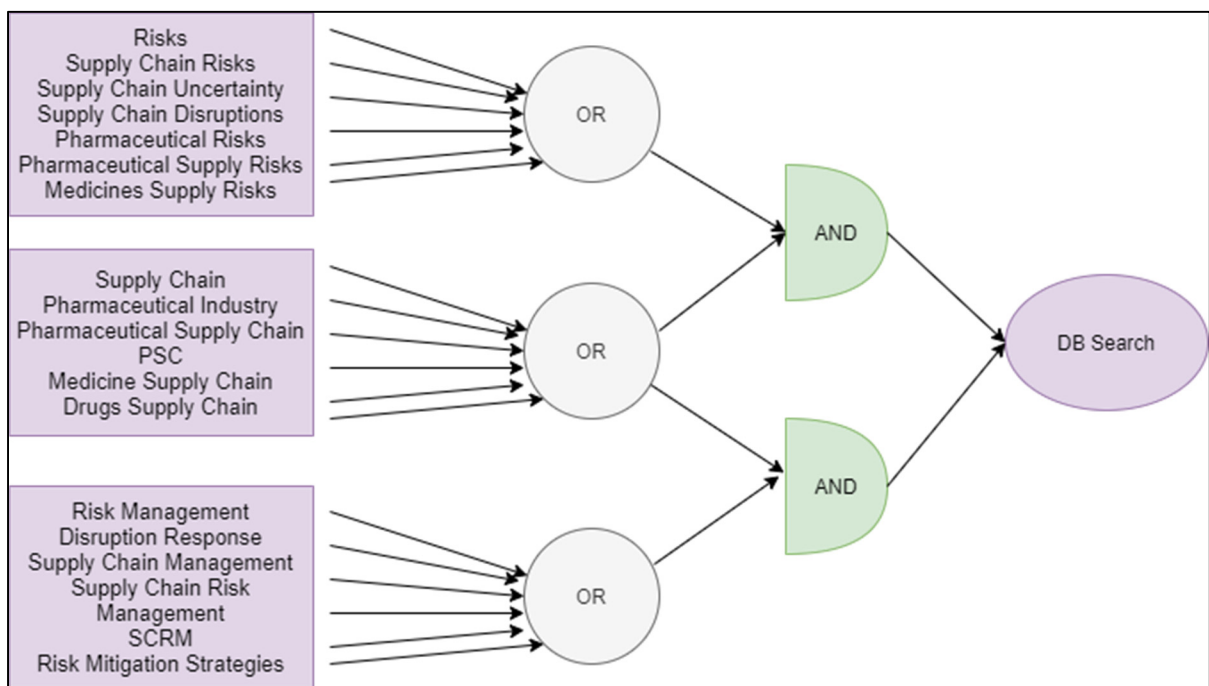 Risks
Supply Chain Risks
Supply Chain Uncertainty
Supply Chain Disruptions
Pharmaceutical Risks
Pharmaceutical Supply Risks
Medicines Supply Risks
OR
AND
Supply Chain
Pharmaceutical Industry
Pharmaceutical Supply Chain
PSC
Medicine Supply Chain
Drugs Supply Chain
OR
DB Search
AND
Risk Management
Disruption Response
Supply Chain Management
Supply Chain Risk
Management
SCRM
Risk Mitigation Strategies
OR